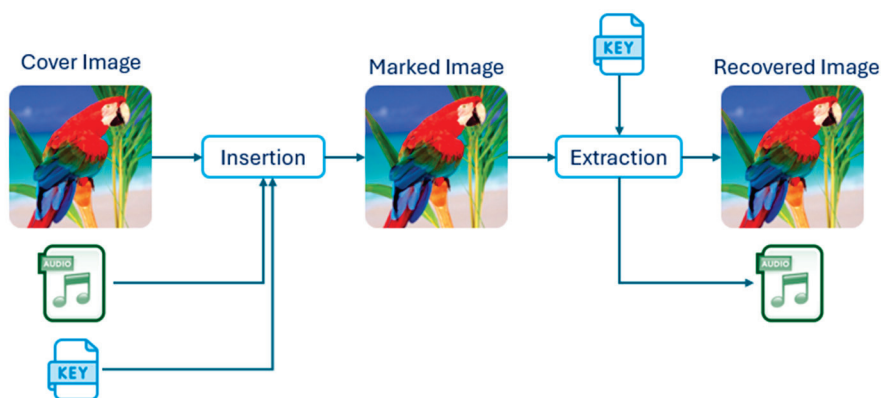 Cover Image
Marked Image
KEY
Recovered Image
Insertion
Extraction
AUDIO
AUDIO
KEY